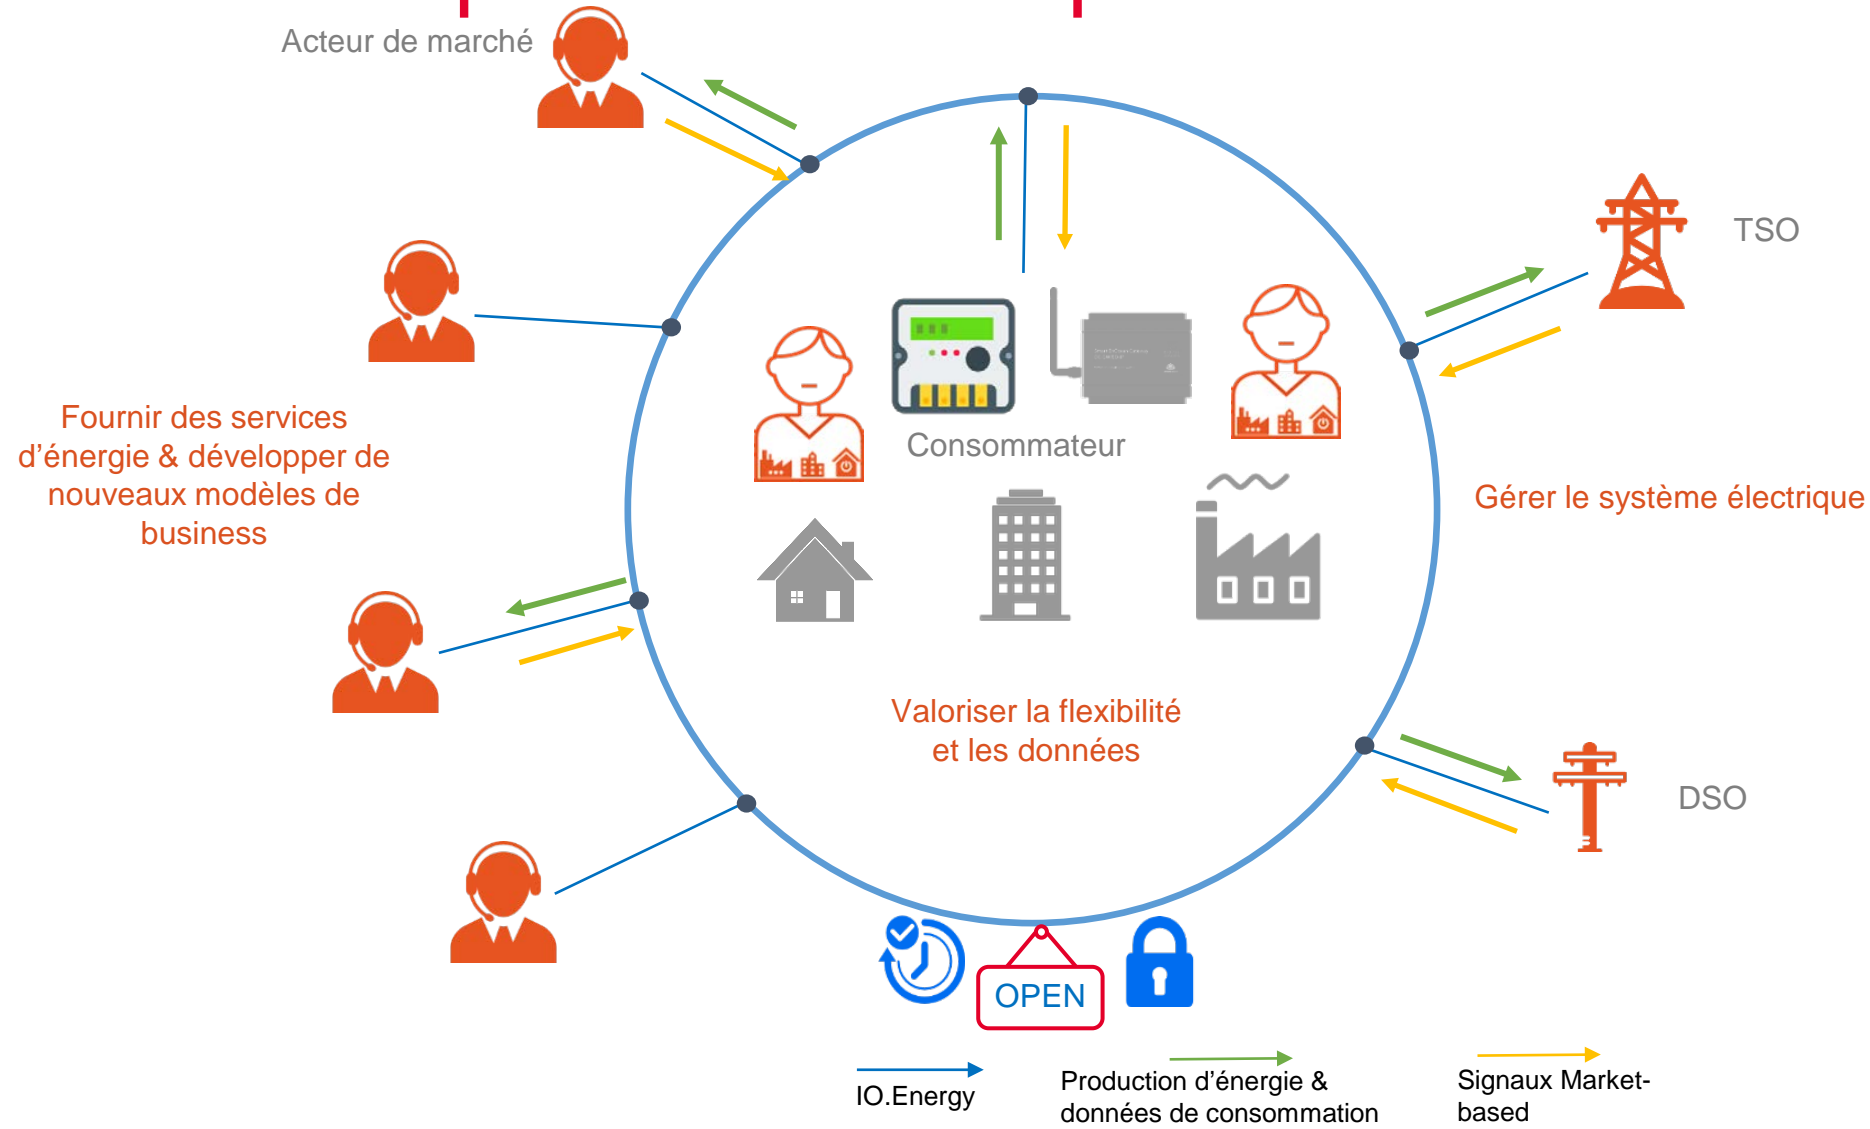 Acteur de marché
TSO
Consommateur
Fournir des services
d’énergie & développer de
nouveaux modèles de
business
Gérer le système électrique
Valoriser la flexibilité
et les données
DSO
OPEN
IO.Energy
Production d’énergie &
données de consommation
Signaux Market-
based